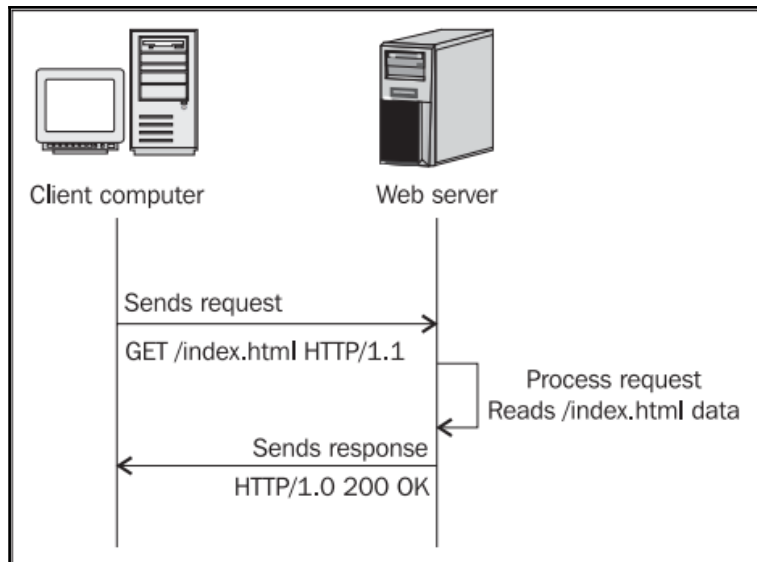 Client computer
Web server
Sends request
GET /index.html HTTP/1.1
Process request
Reads /index.html data
Sends response
HTTP/1.0 200 OK